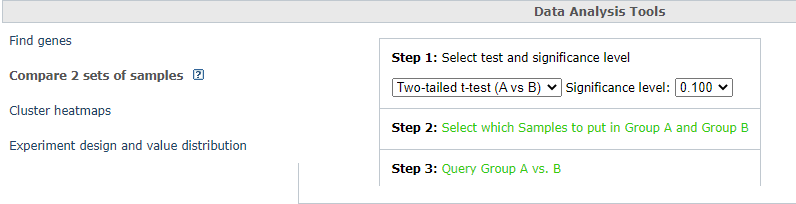 Data Analysis Tools
Find genes
Compare 2 sets of samples ?
Cluster heatmaps
Experiment design and value distribution
Step 1: Select test and significance level
Two-tailed t-test (A vs B) Significance level: 0.100
Step 2: Select which Samples to put in Group A and Group B
Step 3: Query Group A vs. B